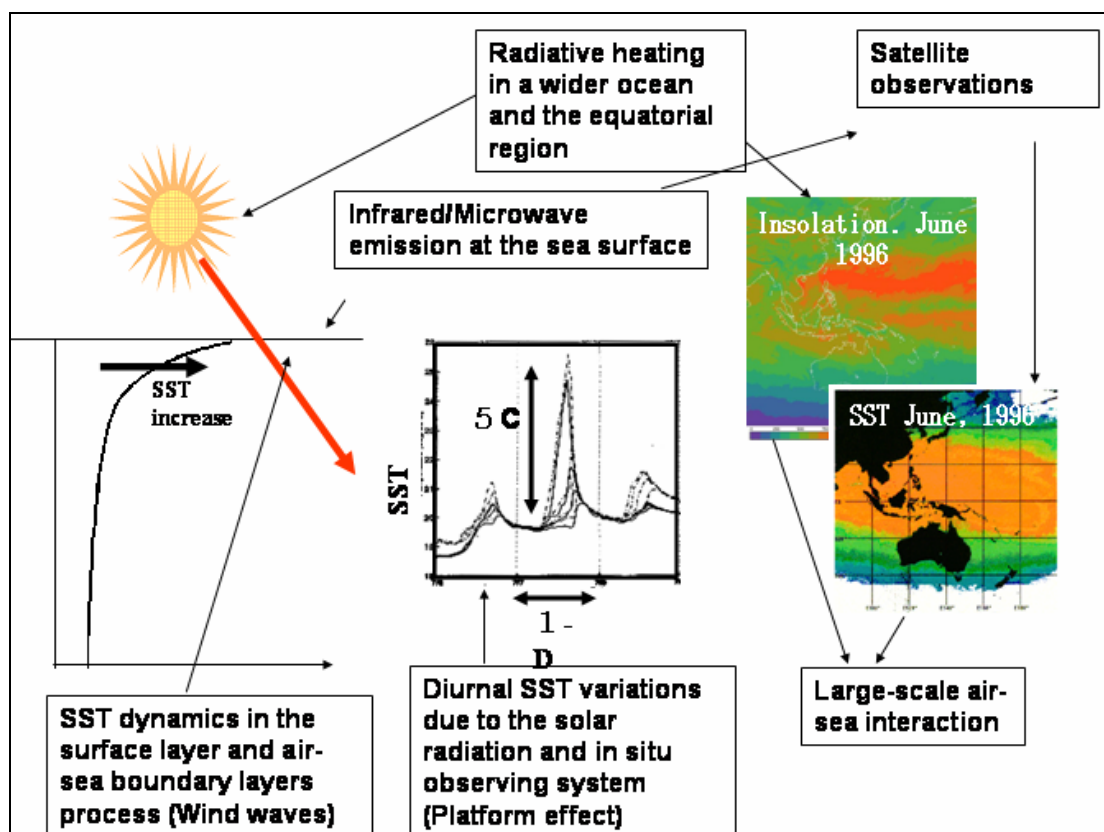 Radiative heating
in a wider ocean
and the equatorial
region
Satellite
observations
Infrared/Microwave
emission at the sea surface
Insolation. June
1996
SST
increase
SST
5 C
1 -
D
SST June, 1996
SST dynamics in the
surface layer and air-
sea boundary layers
process (Wind waves)
Diurnal SST variations
due to the solar
radiation and in situ
observing system
(Platform effect)
Large-scale air-
sea interaction